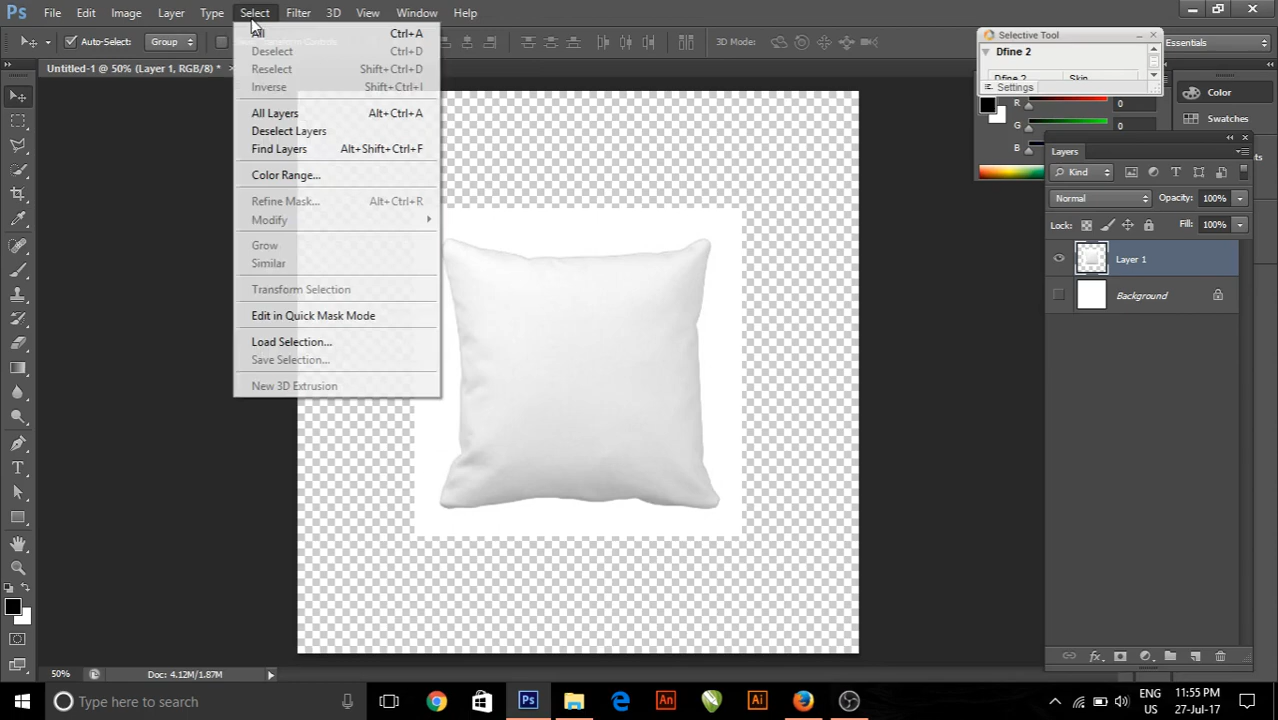 Ps File Edit Image Layer Type Select Filter 3D View Window Help
Auto-Select: Group 3D Mode: Essentials
Untitled-1 @ 50% (Layer 1, RGB/8) * ×
All Ctrl+A
Deselect Ctrl+D
Reselect Shift+Ctrl+D
Inverse Shift+Ctrl+I
All Layers Alt+Ctrl+A
Deselect Layers
Find Layers Alt+Shift+Ctrl+F
Color Range...
Refine Mask... Alt+Ctrl+R
Modify
Grow
Similar
Transform Selection
Edit in Quick Mask Mode
Load Selection...
Save Selection...
New 3D Extrusion
Selective Tool
Dfine 2
Dfine 2 Skin
Settings
R 0
G 0
B
Color
Swatches
Layers
Kind
Normal Opacity: 100%
Lock: Fill: 100%
Layer 1
Background
50% Doc: 4.12M/1.87M
Type here to search
Ps
An
Ai
ENG
US
11:55 PM
27-Jul-17